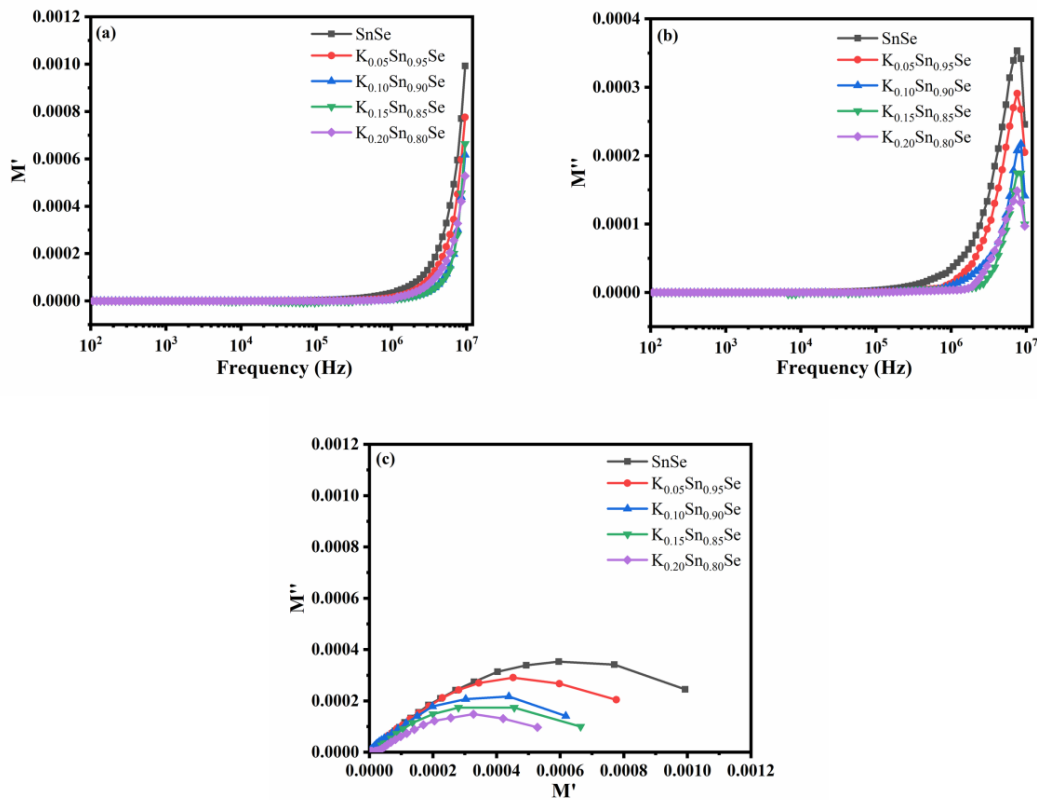 (a)
SnSe
K0.05Sn0.95Se
K0.10Sn0.90Se
K0.15Sn0.85Se
K0.20Sn0.80Se
0.0012
0.0010
0.0008
0.0006
0.0004
0.0002
0.0000
M'
10^2 10^3 10^4 10^5 10^6 10^7
Frequency (Hz)
(b)
SnSe
K0.05Sn0.95Se
K0.10Sn0.90Se
K0.15Sn0.85Se
K0.20Sn0.80Se
0.0004
0.0003
0.0002
0.0001
0.0000
M''
10^2 10^3 10^4 10^5 10^6 10^7
Frequency (Hz)
(c)
SnSe
K0.05Sn0.95Se
K0.10Sn0.90Se
K0.15Sn0.85Se
K0.20Sn0.80Se
0.0012
0.0010
0.0008
0.0006
0.0004
0.0002
0.0000
M''
0.0000 0.0002 0.0004 0.0006 0.0008 0.0010 0.0012
M'